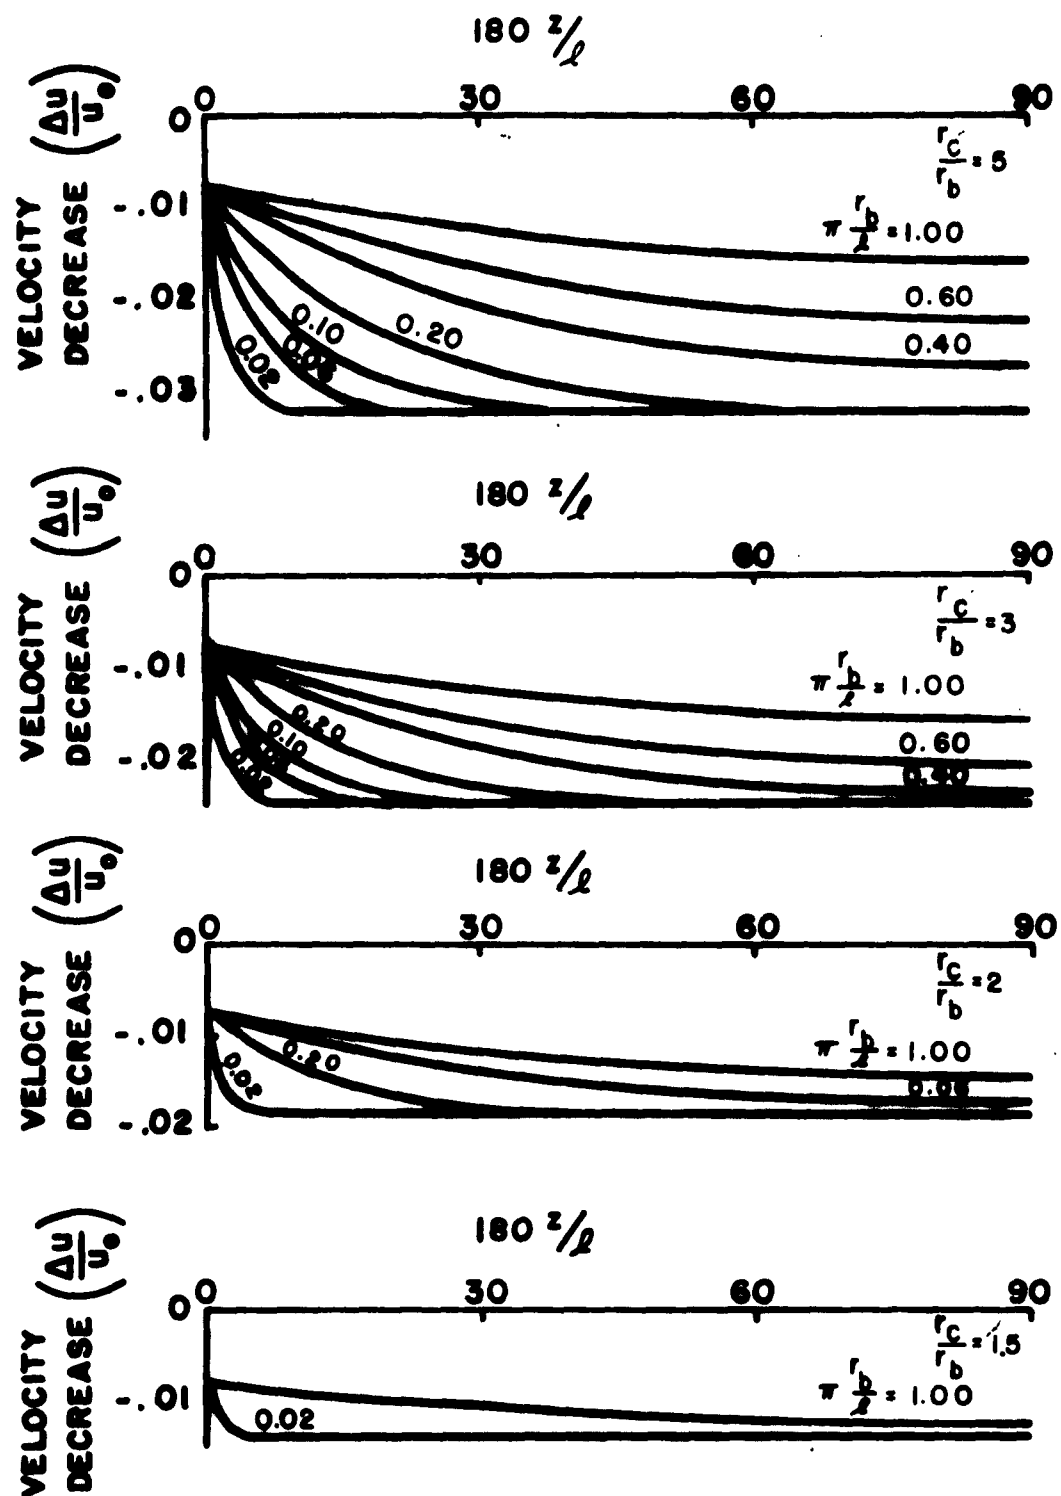 180 z/l
0 30 60 90
0
-.01
-.02
-.03
VELOCITY
DECREASE (Δu/u₀)
r_c/r_b = 5
π r_b/l = 1.00
0.60
0.40
0.20
0.10
0.02
180 z/l
0 30 60 90
0
-.01
-.02
VELOCITY
DECREASE (Δu/u₀)
r_c/r_b = 3
π r_b/l = 1.00
0.60
0.40
0.20
0.10
0.02
180 z/l
0 30 60 90
0
-.01
-.02
VELOCITY
DECREASE (Δu/u₀)
r_c/r_b = 2
π r_b/l = 1.00
0.20
0.02
180 z/l
0 30 60 90
0
-.01
VELOCITY
DECREASE (Δu/u₀)
r_c/r_b = 1.5
π r_b/l = 1.00
0.02